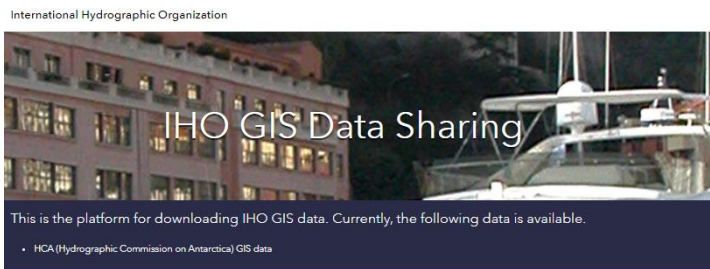 International Hydrographic Organization
IHO GIS Data Sharing
This is the platform for downloading IHO GIS data. Currently, the following data is available.
• HCA (Hydrographic Commission on Antarctica) GIS data